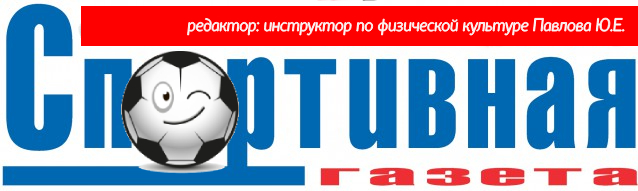 редактор: инструктор по физической культуре Павлова Ю.Е.
Спортивная
газета